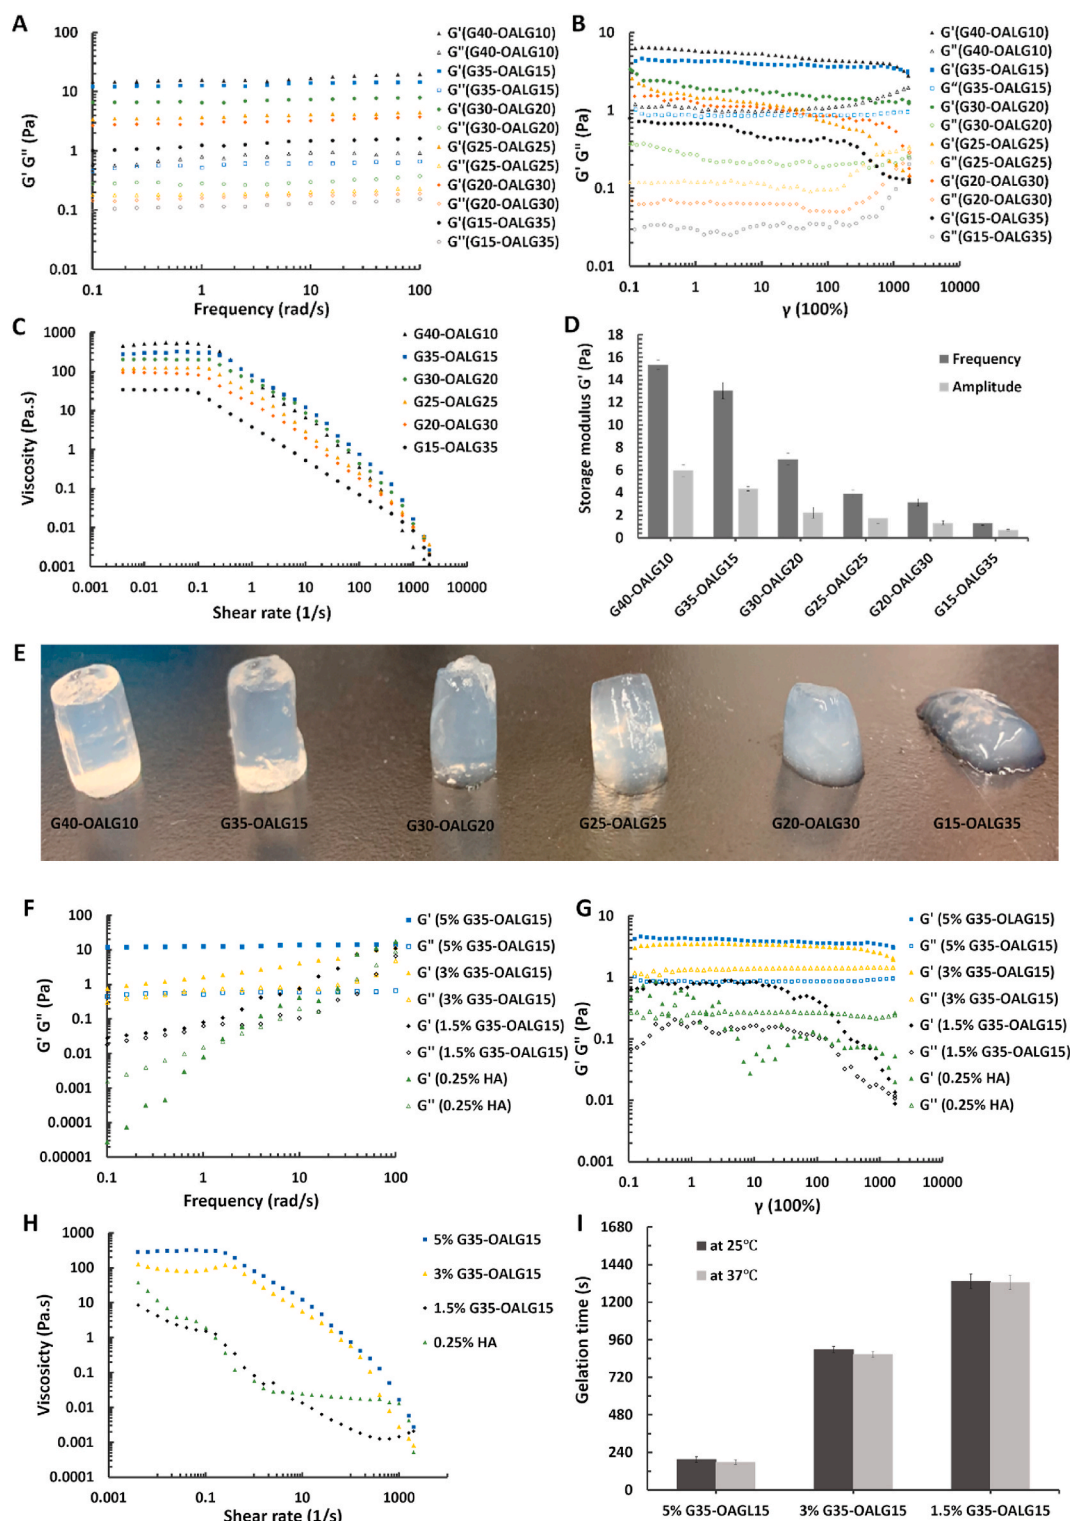 A
100
10
1
0.1
0.01
0.1 1 10 100
G' G" (Pa)
Frequency (rad/s)
G'(G40-OALG10)
G"(G40-OALG10)
G'(G35-OALG15)
G"(G35-OALG15)
G'(G30-OALG20)
G"(G30-OALG20)
G'(G25-OALG25)
G"(G25-OALG25)
G'(G20-OALG30)
G"(G20-OALG30)
G'(G15-OALG35)
G"(G15-OALG35)
B
10
1
0.1
0.01
0.1 1 10 100 1000 10000
G' G" (Pa)
γ (100%)
G'(G40-OALG10)
G"(G40-OALG10)
G'(G35-OALG15)
G"(G35-OALG15)
G'(G30-OALG20)
G"(G30-OALG20)
G'(G25-OALG25)
G"(G25-OALG25)
G'(G20-OALG30)
G"(G20-OALG30)
G'(G15-OALG35)
G"(G15-OALG35)
C
1000
100
10
1
0.1
0.01
0.001
0.001 0.01 0.1 1 10 100 1000 10000
Viscosity (Pa.s)
Shear rate (1/s)
G40-OALG10
G35-OALG15
G30-OALG20
G25-OALG25
G20-OALG30
G15-OALG35
D
18
16
14
12
10
8
6
4
2
0
Storage modulus G' (Pa)
Frequency
Amplitude
G40-OALG10
G35-OALG15
G30-OALG20
G25-OALG25
G20-OALG30
G15-OALG35
E
G40-OALG10
G35-OALG15
G30-OALG20
G25-OALG25
G20-OALG30
G15-OALG35
F
100
10
1
0.1
0.01
0.001
0.0001
0.00001
0.1 1 10 100
G' G" (Pa)
Frequency (rad/s)
G' (5% G35-OALG15)
G" (5% G35-OALG15)
G' (3% G35-OALG15)
G" (3% G35-OALG15)
G' (1.5% G35-OALG15)
G" (1.5% G35-OALG15)
G' (0.25% HA)
G" (0.25% HA)
G
10
1
0.1
0.01
0.001
0.1 1 10 100 1000 10000
G' G" (Pa)
γ (100%)
G' (5% G35-OLAG15)
G" (5% G35-OALG15)
G' (3% G35-OALG15)
G" (3% G35-OALG15)
G' (1.5% G35-OALG15)
G" (1.5% G35-OALG15)
G' (0.25% HA)
G" (0.25% HA)
H
1000
100
10
1
0.1
0.01
0.001
0.0001
0.001 0.1 10 1000
Viscosicty (Pa.s)
Shear rate (1/s)
5% G35-OALG15
3% G35-OALG15
1.5% G35-OALG15
0.25% HA
I
1680
1440
1200
960
720
480
240
0
Gelation time (s)
at 25℃
at 37℃
5% G35-OAGL15
3% G35-OALG15
1.5% G35-OALG15